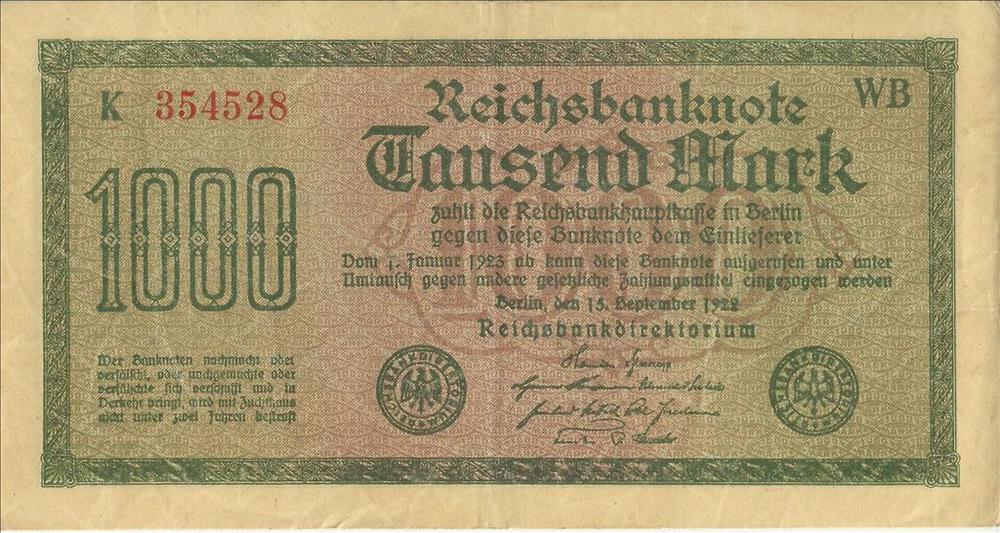 K 354528
WB
Reichsbanknote
Tausend Mark
1000
zahlt die Reichsbankhauptkasse in Berlin
gegen diese Banknote dem Einlieferer
Vom 1. Januar 1923 ab kann diese Banknote aufgerufen und unter
Umtausch gegen andere gesetzliche Zahlungsmittel eingezogen werden
Berlin, den 15. September 1922
Reichsbankdirektorium
Wer Banknoten nachmacht oder
verfälscht, oder nachgemachte oder
verfälschte sich verschafft und in
Verkehr bringt, wird mit Zuchthaus
nicht unter zwei Jahren bestraft
REICHSBANKDIREKTORIUM
REICHSBANKDIREKTORIUM